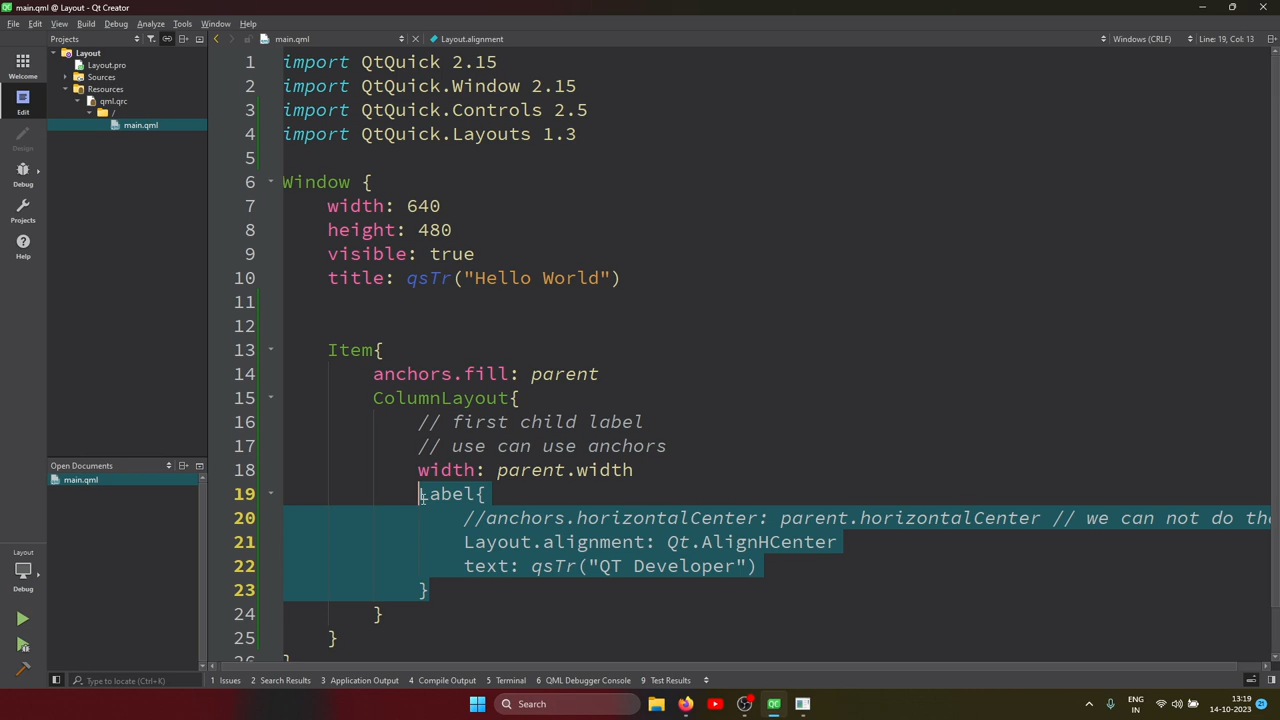 main.qml @ Layout - Qt Creator
File Edit View Build Debug Analyze Tools Window Help
Projects
main.qml
Layout.alignment
Windows (CRLF)
Line: 19, Col: 13
Welcome
Edit
Design
Debug
Projects
Help
Layout
Layout.pro
Sources
Resources
qml.qrc
/
main.qml
1 import QtQuick 2.15
2 import QtQuick.Window 2.15
3 import QtQuick.Controls 2.5
4 import QtQuick.Layouts 1.3
5
6 Window {
7 width: 640
8 height: 480
9 visible: true
10 title: qsTr("Hello World")
11
12
13 Item{
14 anchors.fill: parent
15 ColumnLayout{
16 // first child label
17 // use can use anchors
18 width: parent.width
19 Label{
20 //anchors.horizontalCenter: parent.horizontalCenter // we can not do the
21 Layout.alignment: Qt.AlignHCenter
22 text: qsTr("QT Developer")
23 }
24 }
25 }
26 }
Open Documents
main.qml
Layout
Debug
Type to locate (Ctrl+K)
1 Issues 2 Search Results 3 Application Output 4 Compile Output 5 Terminal 6 QML Debugger Console 9 Test Results
Search
ENG
IN
13:19
14-10-2023